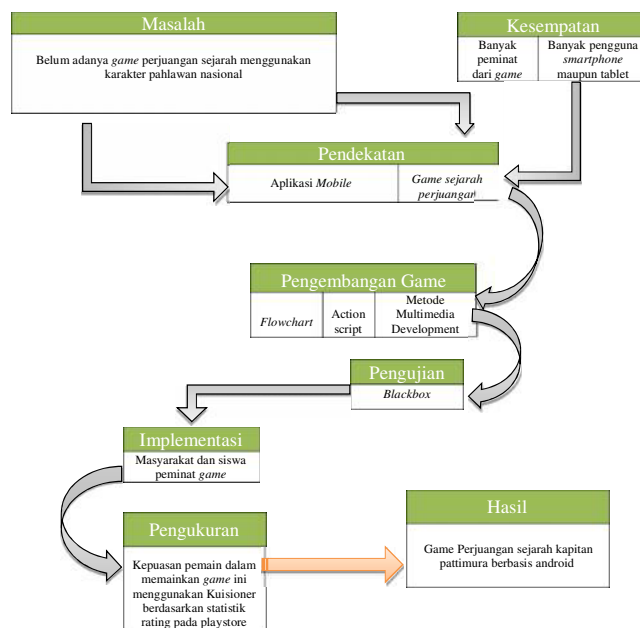 Masalah
Belum adanya game perjuangan sejarah menggunakan
karakter pahlawan nasional
Kesempatan
Banyak
peminat
dari game
Banyak pengguna
smartphone
maupun tablet
Pendekatan
Aplikasi Mobile
Game sejarah
perjuangan
Pengembangan Game
Flowchart
Action
script
Metode
Multimedia
Development
Pengujian
Blackbox
Implementasi
Masyarakat dan siswa
peminat game
Pengukuran
Kepuasan pemain dalam
memainkan game ini
menggunakan Kuisioner
berdasarkan statistik
rating pada playstore
Hasil
Game Perjuangan sejarah kapitan
pattimura berbasis android